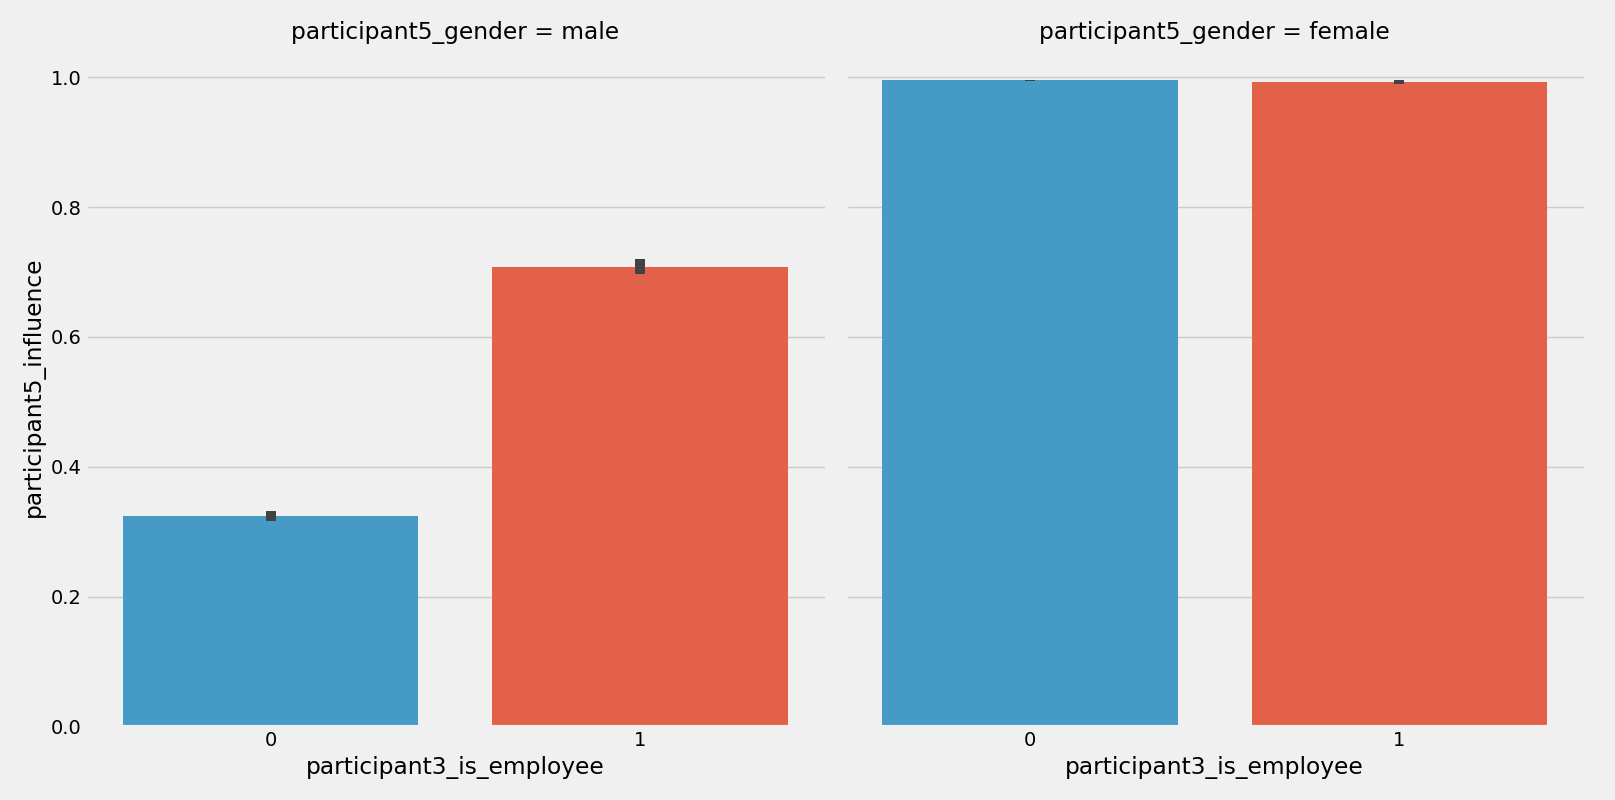 participant5_gender = male
participant5_gender = female
participant5_influence
1.0
0.8
0.6
0.4
0.2
0.0
0
1
0
1
participant3_is_employee
participant3_is_employee